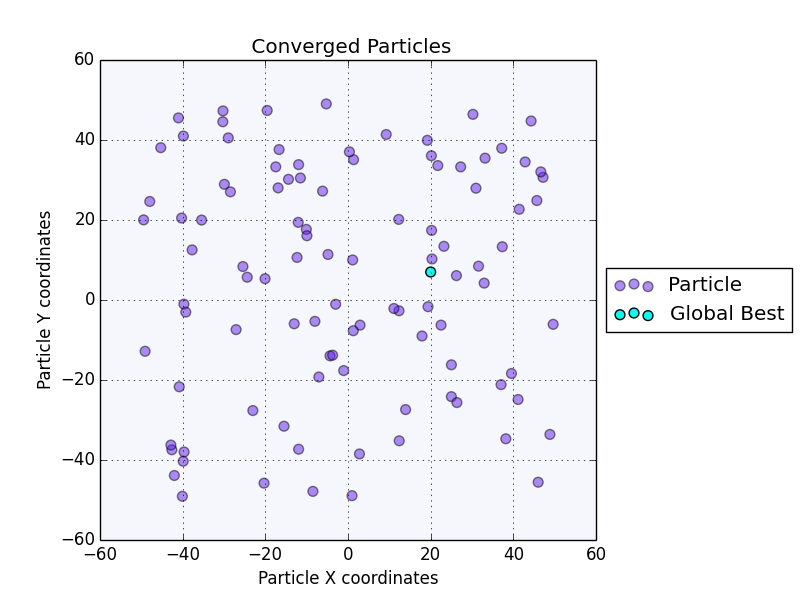 Converged Particles
60
40
20
0
−20
−40
−60
−60 −40 −20 0 20 40 60
Particle Y coordinates
Particle X coordinates
Particle
Global Best